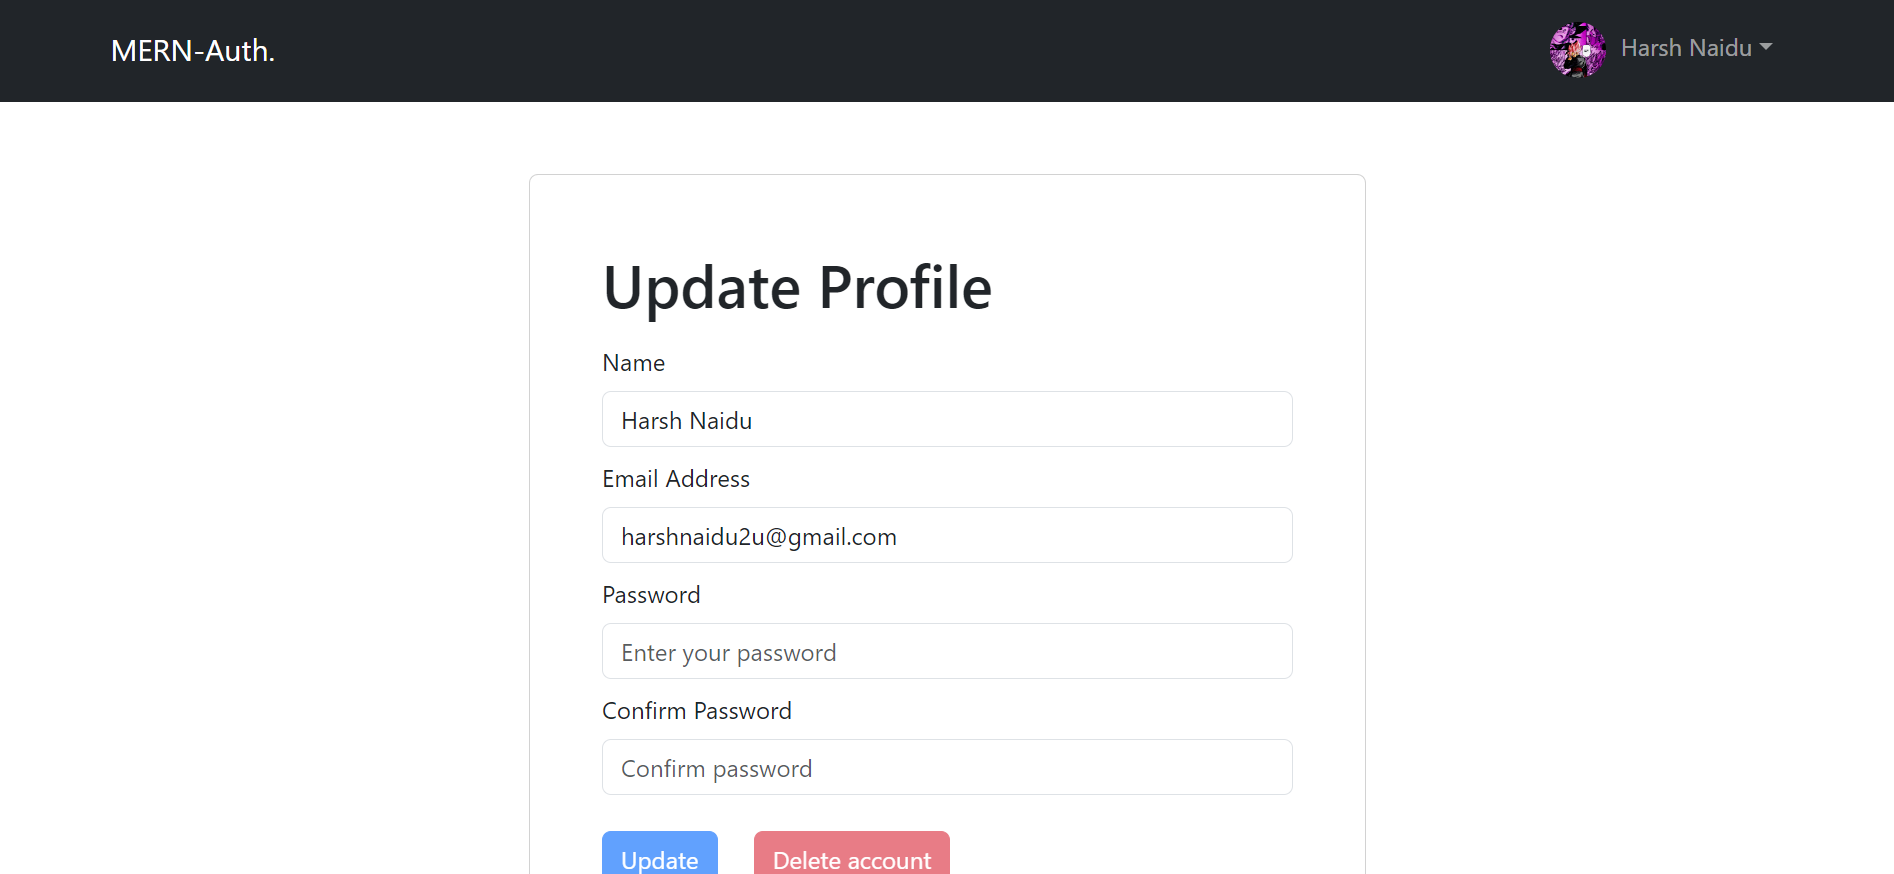 MERN-Auth.
Harsh Naidu
Update Profile
Name
Harsh Naidu
Email Address
harshnaidu2u@gmail.com
Password
Enter your password
Confirm Password
Confirm password
Update
Delete account